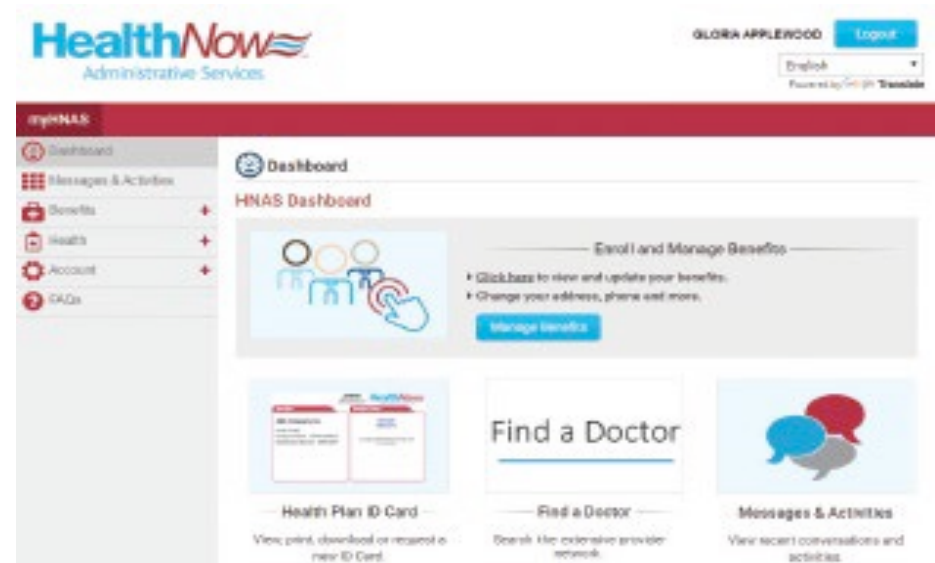 HealthNow
Administrative Services
GLORIA APPLEWOOD
Logout
English
Powered by Translate
myHNAS
Dashboard
Messages & Activities
Benefits +
Health +
Account +
FAQs
Dashboard
HNAS Dashboard
Enroll and Manage Benefits
Click here to view and update your benefits.
Change your address, phone and more.
Manage Benefits
HealthNow
Find a Doctor
Health Plan ID Card
View, print, download or request a
new ID Card.
Find a Doctor
Search the extensive provider
network.
Messages & Activities
View recent conversations and
activities.